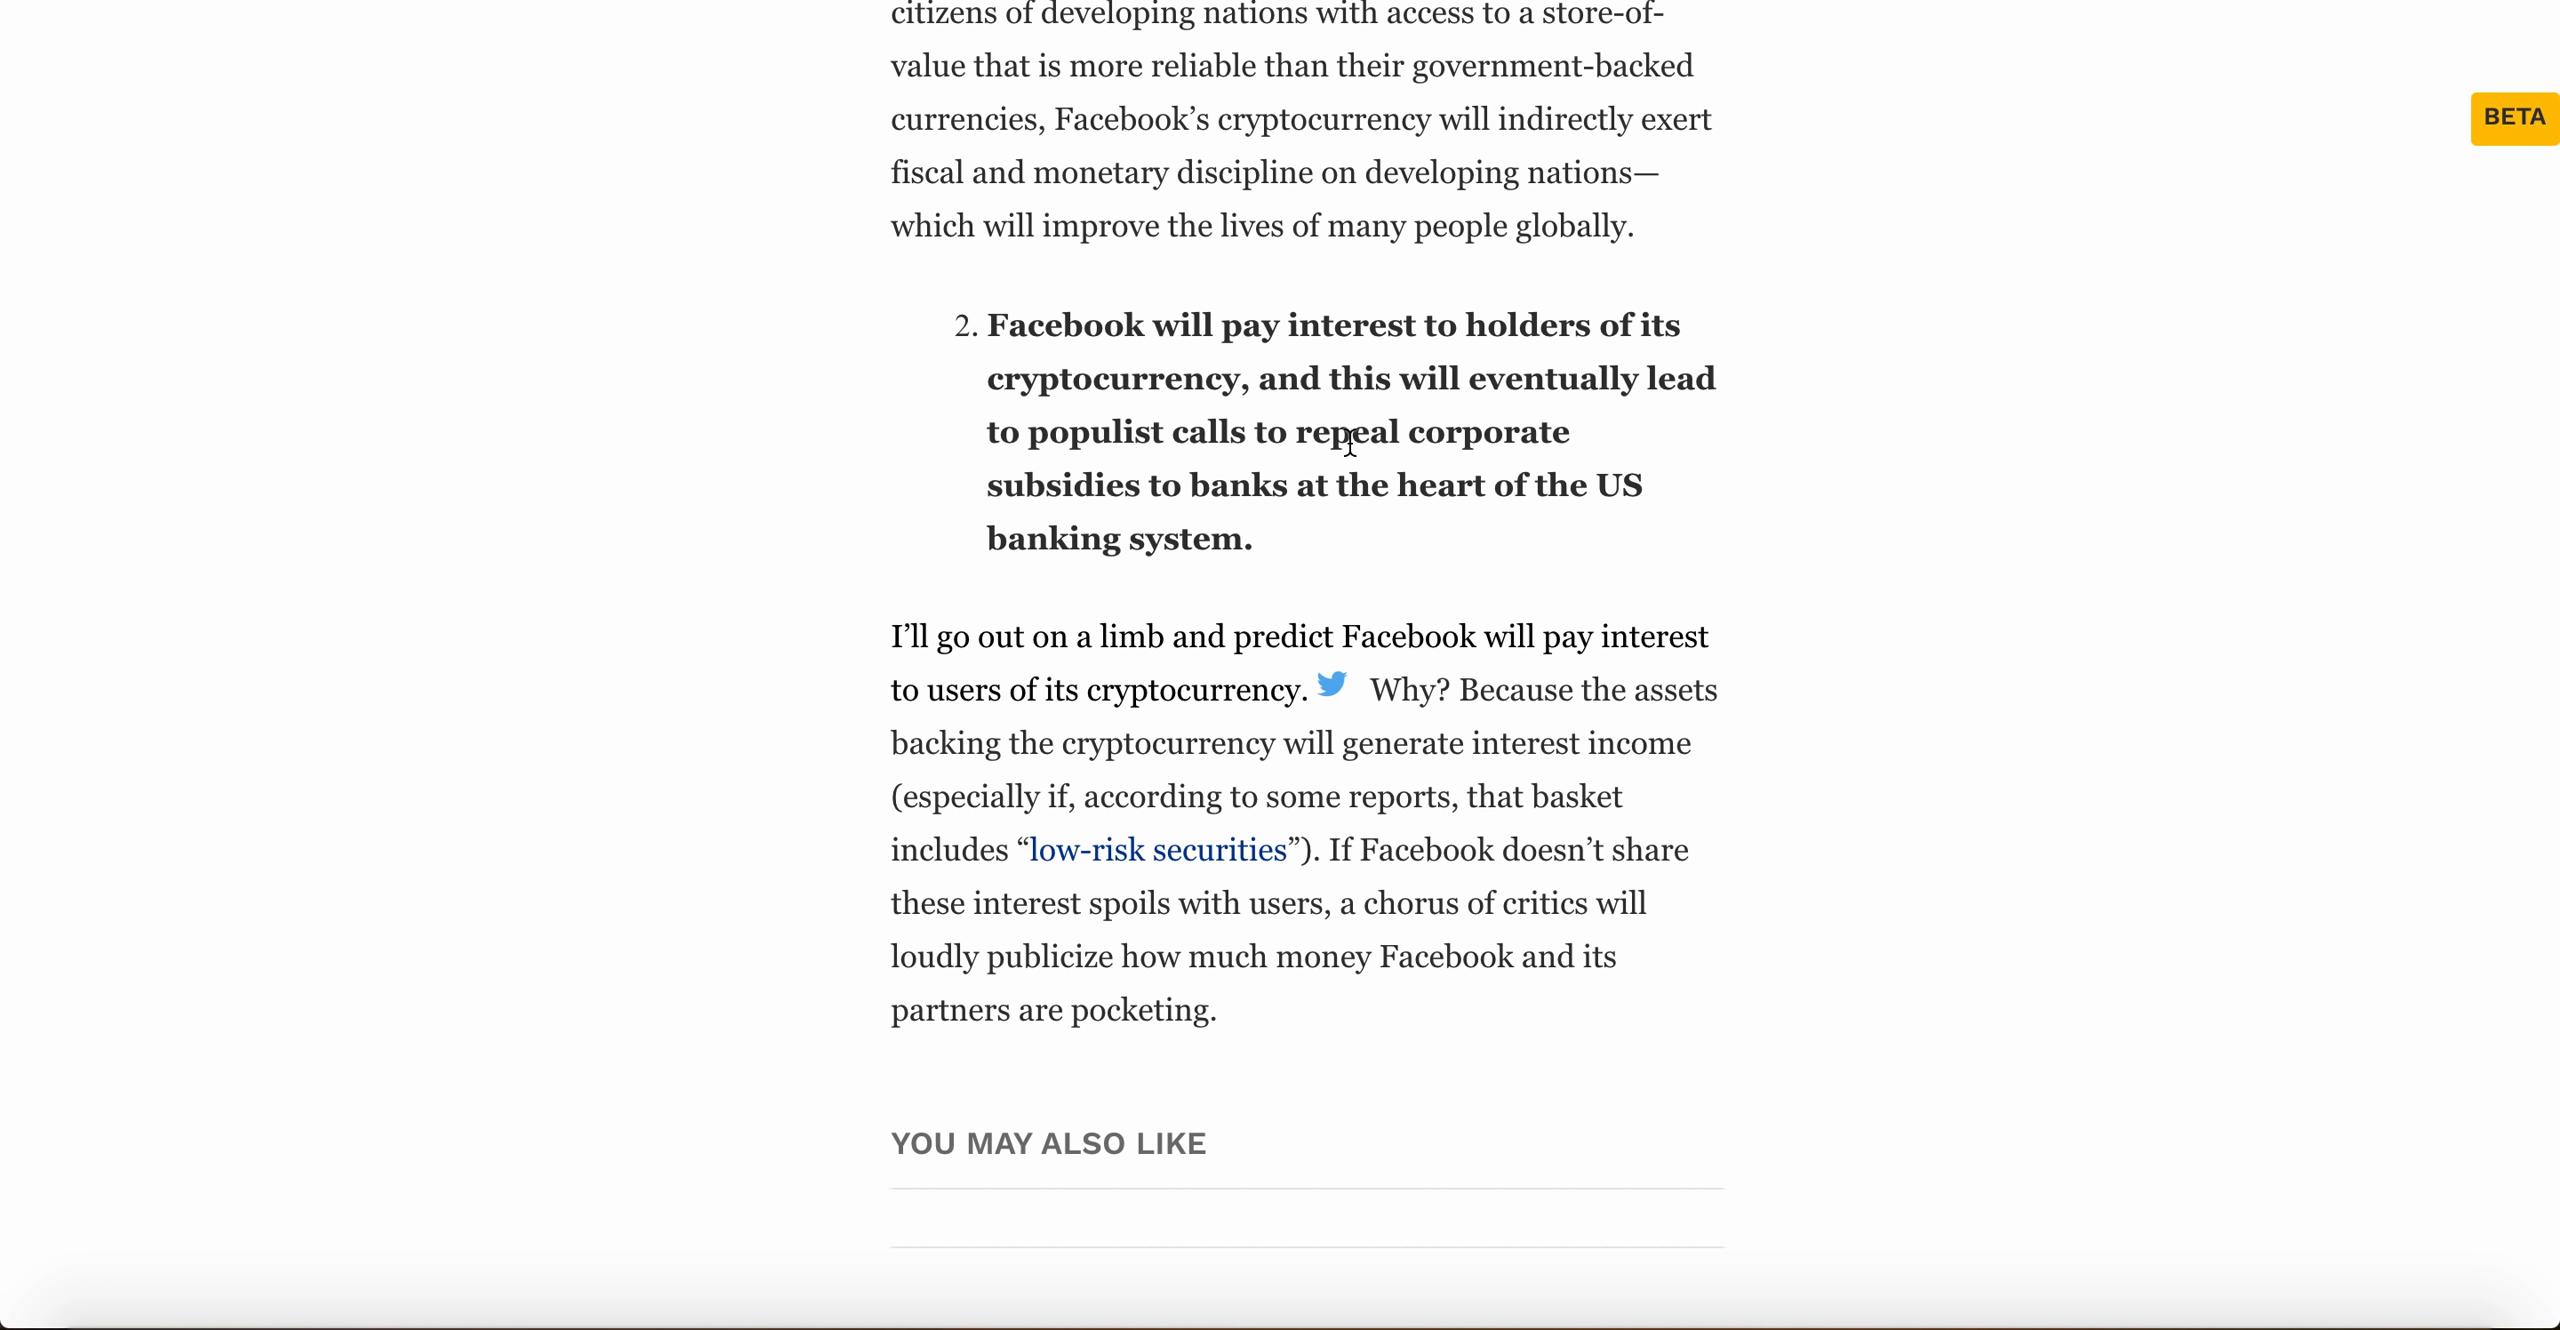 citizens of developing nations with access to a store-of-
value that is more reliable than their government-backed
currencies, Facebook’s cryptocurrency will indirectly exert
fiscal and monetary discipline on developing nations—
which will improve the lives of many people globally.
2. Facebook will pay interest to holders of its
cryptocurrency, and this will eventually lead
to populist calls to repeal corporate
subsidies to banks at the heart of the US
banking system.
I’ll go out on a limb and predict Facebook will pay interest
to users of its cryptocurrency. Why? Because the assets
backing the cryptocurrency will generate interest income
(especially if, according to some reports, that basket
includes “low-risk securities”). If Facebook doesn’t share
these interest spoils with users, a chorus of critics will
loudly publicize how much money Facebook and its
partners are pocketing.
YOU MAY ALSO LIKE
BETA